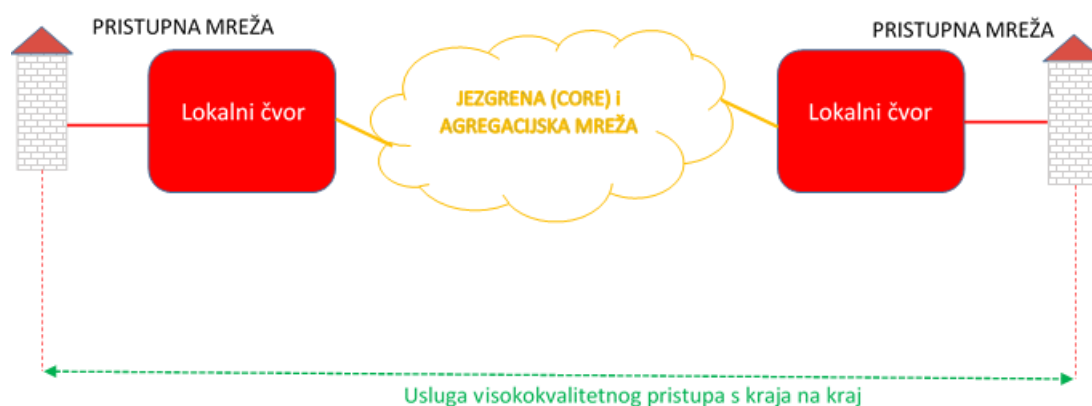 PRISTUPNA MREŽA
PRISTUPNA MREŽA
Lokalni čvor
JEZGRENA (CORE) i
AGREGACIJSKA MREŽA
Lokalni čvor
Usluga visokokvalitetnog pristupa s kraja na kraj